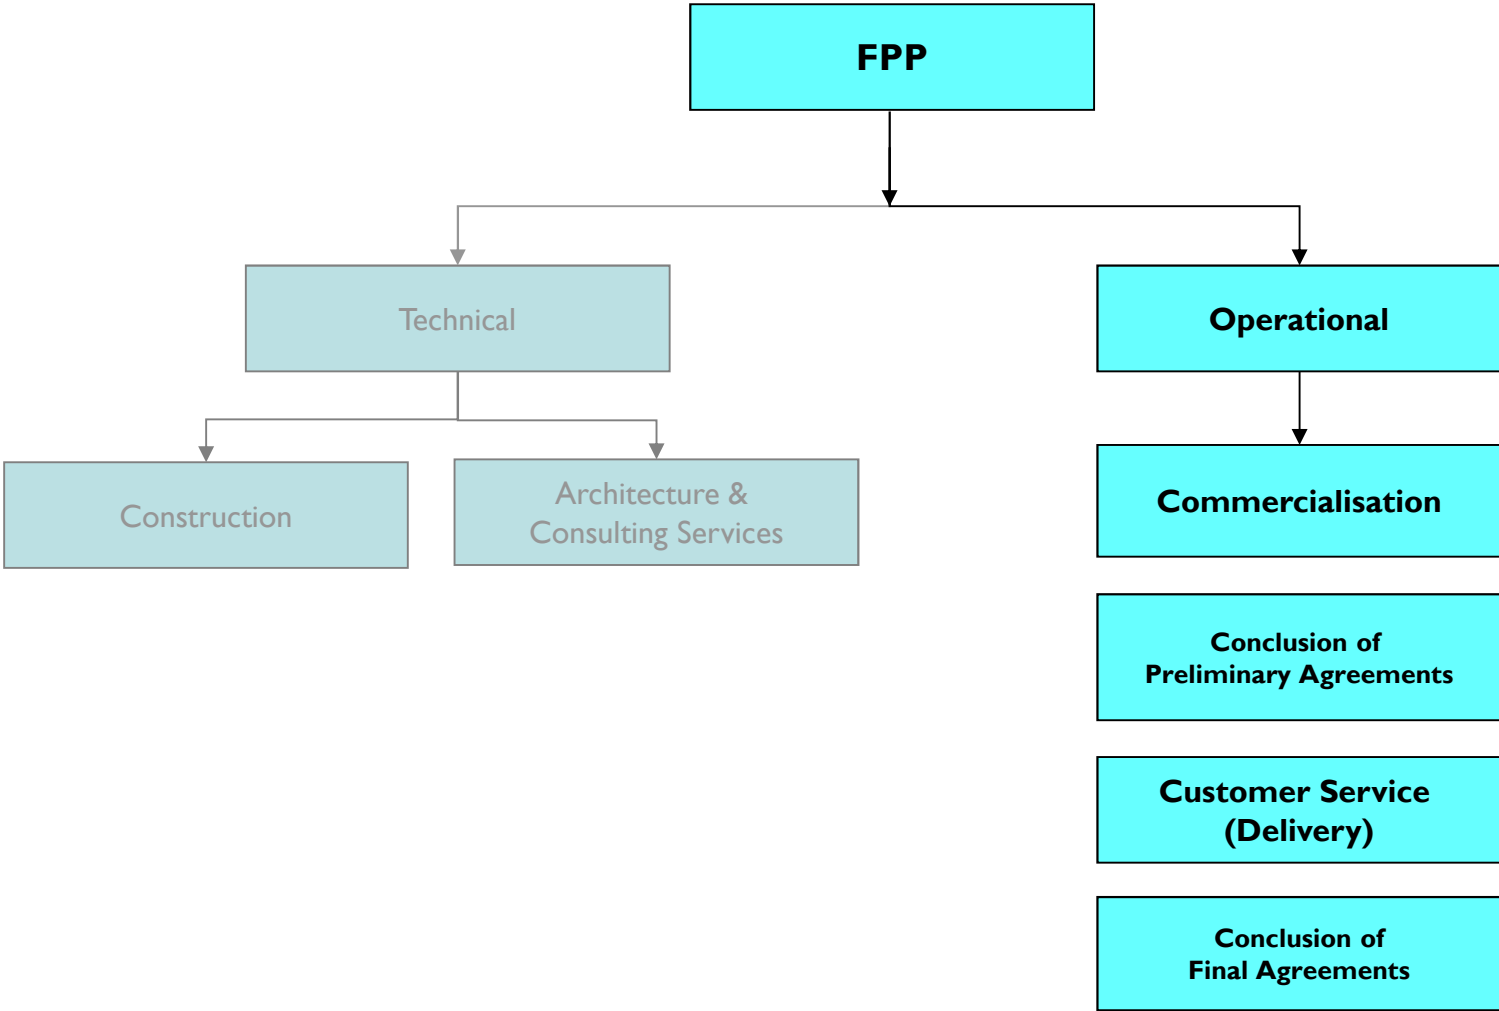 FPP
Technical
Operational
Construction
Architecture &
Consulting Services
Commercialisation
Conclusion of
Preliminary Agreements
Customer Service
(Delivery)
Conclusion of
Final Agreements